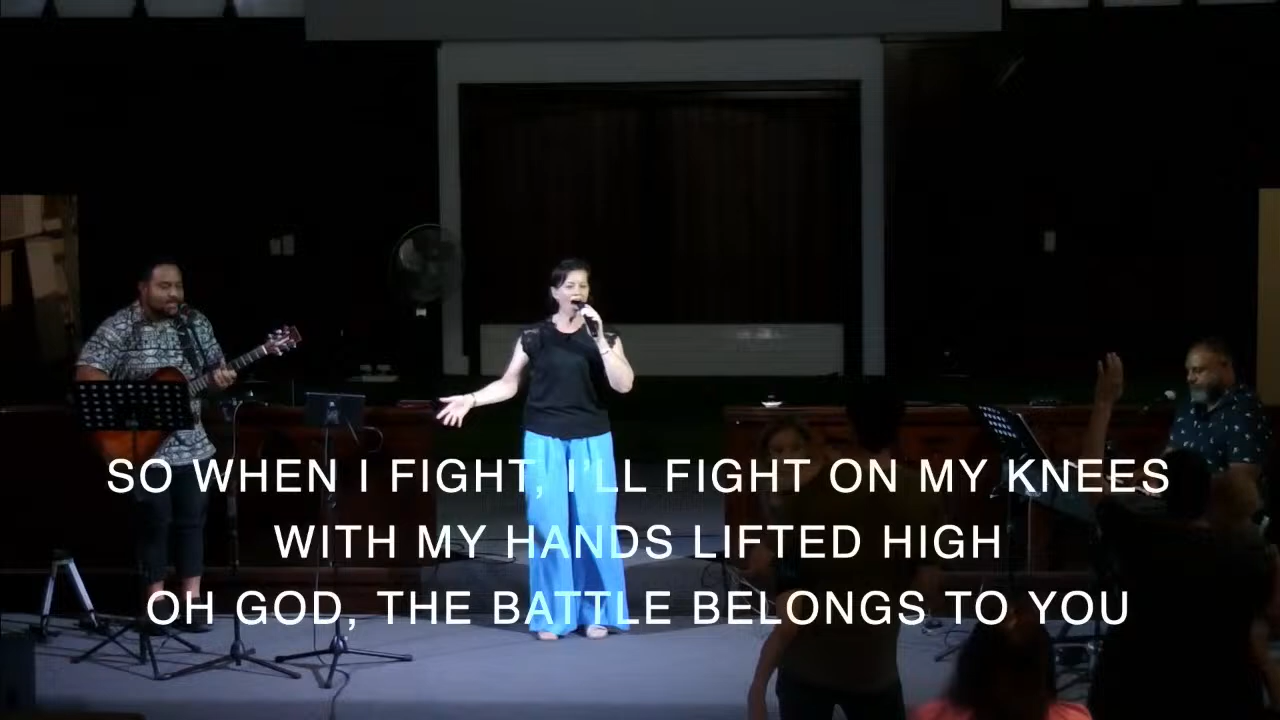 SO WHEN I FIGHT, I'LL FIGHT ON MY KNEES
WITH MY HANDS LIFTED HIGH
OH GOD, THE BATTLE BELONGS TO YOU